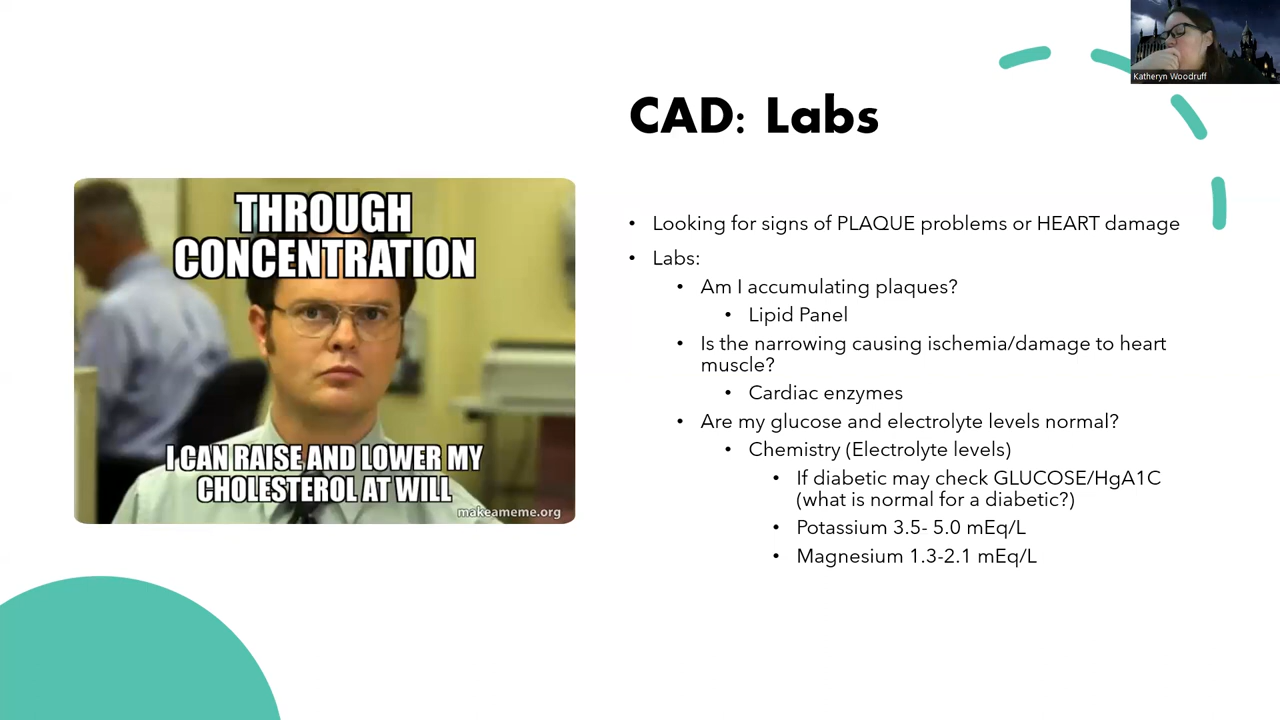 Katheryn Woodruff
CAD: Labs
THROUGH
CONCENTRATION
I CAN RAISE AND LOWER MY
CHOLESTEROL AT WILL
makeameme.org
• Looking for signs of PLAQUE problems or HEART damage
• Labs:
• Am I accumulating plaques?
• Lipid Panel
• Is the narrowing causing ischemia/damage to heart
muscle?
• Cardiac enzymes
• Are my glucose and electrolyte levels normal?
• Chemistry (Electrolyte levels)
• If diabetic may check GLUCOSE/HgA1C
(what is normal for a diabetic?)
• Potassium 3.5- 5.0 mEq/L
• Magnesium 1.3-2.1 mEq/L